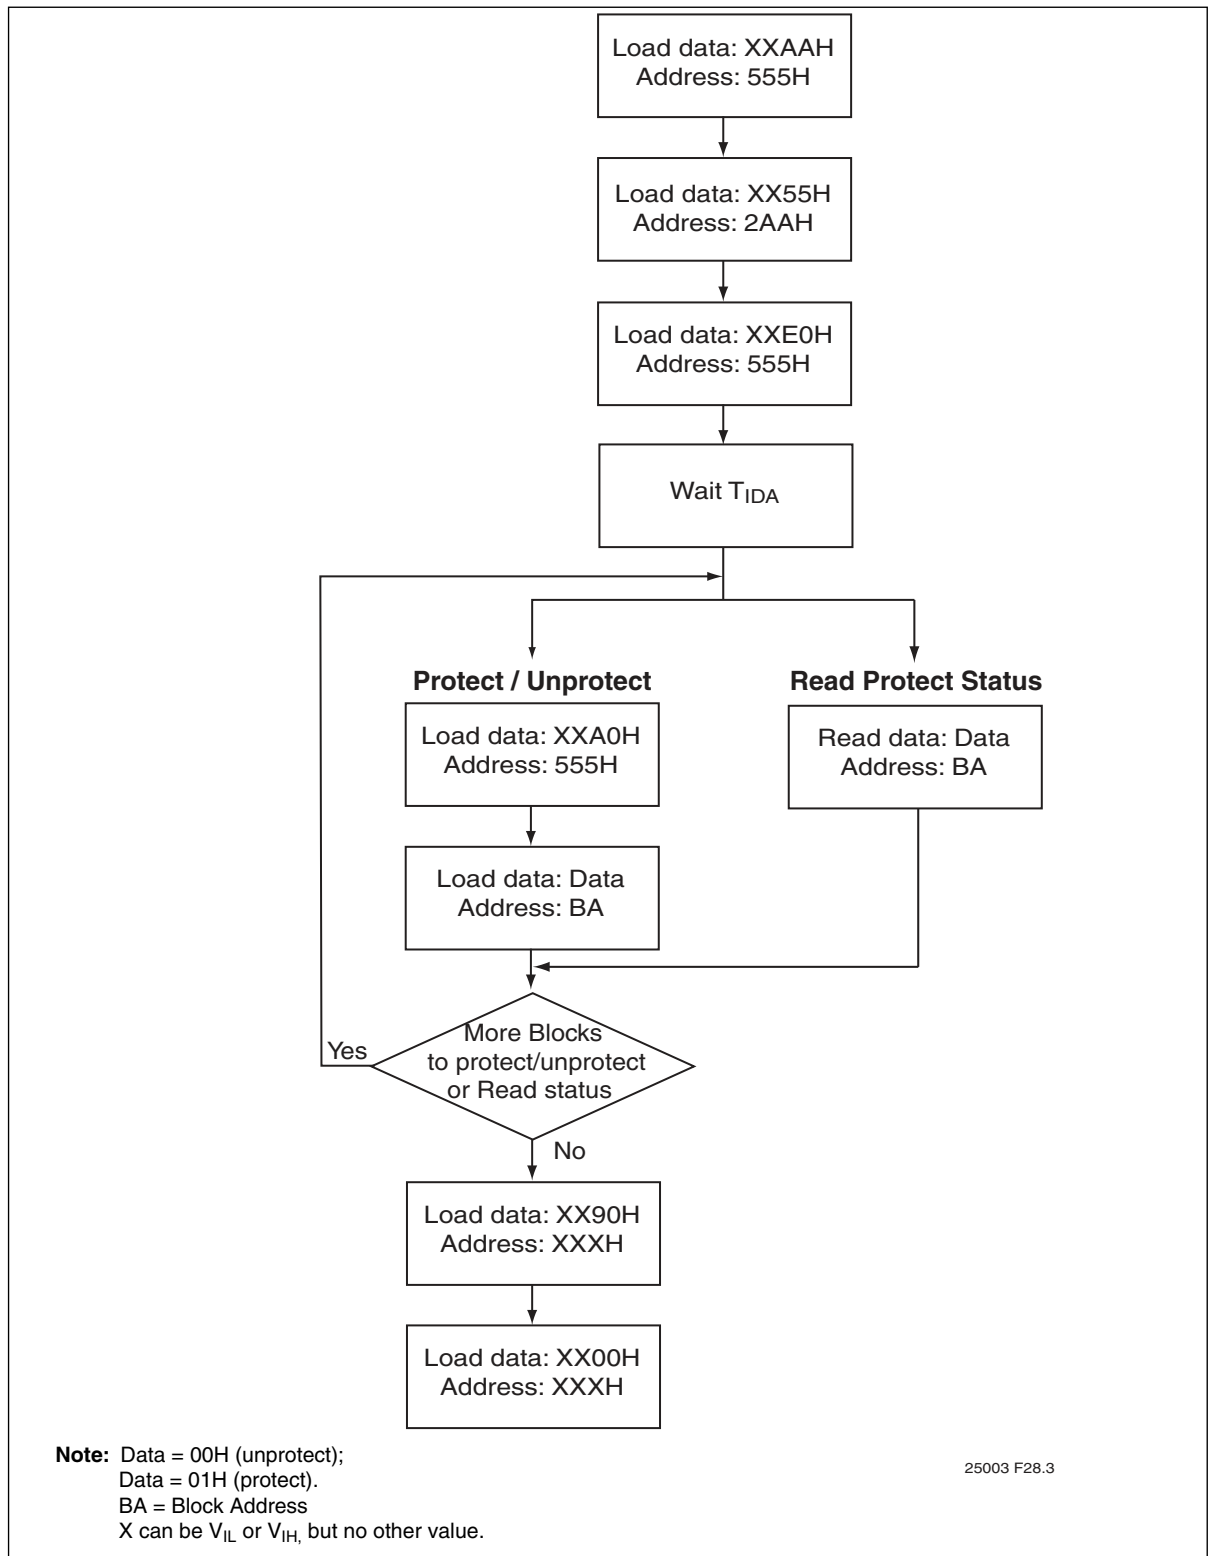 Load data: XXAAH
Address: 555H
Load data: XX55H
Address: 2AAH
Load data: XXE0H
Address: 555H
Wait TIDA
Protect / Unprotect
Load data: XXA0H
Address: 555H
Load data: Data
Address: BA
Read Protect Status
Read data: Data
Address: BA
More Blocks
to protect/unprotect
or Read status
Yes
No
Load data: XX90H
Address: XXXH
Load data: XX00H
Address: XXXH
Note: Data = 00H (unprotect);
Data = 01H (protect).
BA = Block Address
X can be VIL or VIH, but no other value.
25003 F28.3